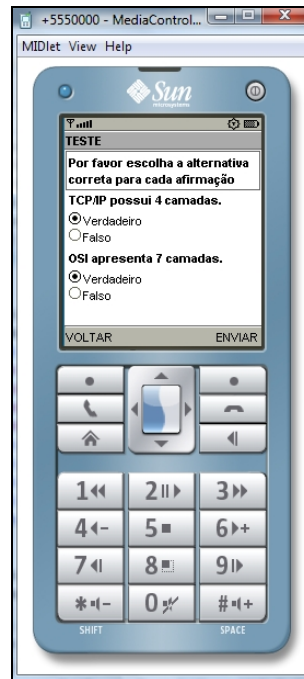 +5550000 - MediaControl...
MIDlet View Help
Sun
microsystems
TESTE
Por favor escolha a alternativa
correta para cada afirmação
TCP/IP possui 4 camadas.
Verdadeiro
Falso
OSI apresenta 7 camadas.
Verdadeiro
Falso
VOLTAR ENVIAR
1 2 3
4 5 6
7 8 9
* 0 #
SHIFT SPACE